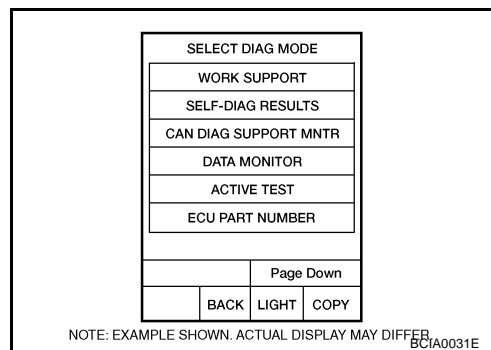 SELECT DIAG MODE
WORK SUPPORT
SELF-DIAG RESULTS
CAN DIAG SUPPORT MNTR
DATA MONITOR
ACTIVE TEST
ECU PART NUMBER
Page Down
BACK LIGHT COPY
NOTE: EXAMPLE SHOWN. ACTUAL DISPLAY MAY DIFFER.
BCIA0031E